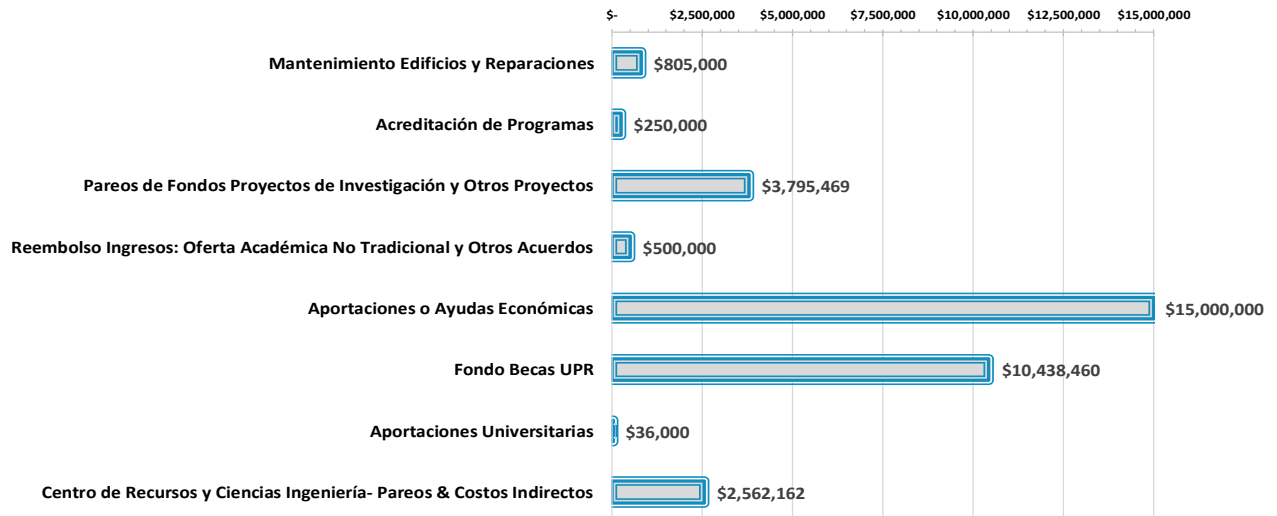 $- $2,500,000 $5,000,000 $7,500,000 $10,000,000 $12,500,000 $15,000,000
Mantenimiento Edificios y Reparaciones $805,000
Acreditación de Programas $250,000
Pareos de Fondos Proyectos de Investigación y Otros Proyectos $3,795,469
Reembolso Ingresos: Oferta Académica No Tradicional y Otros Acuerdos $500,000
Aportaciones o Ayudas Económicas $15,000,000
Fondo Becas UPR $10,438,460
Aportaciones Universitarias $36,000
Centro de Recursos y Ciencias Ingeniería- Pareos & Costos Indirectos $2,562,162